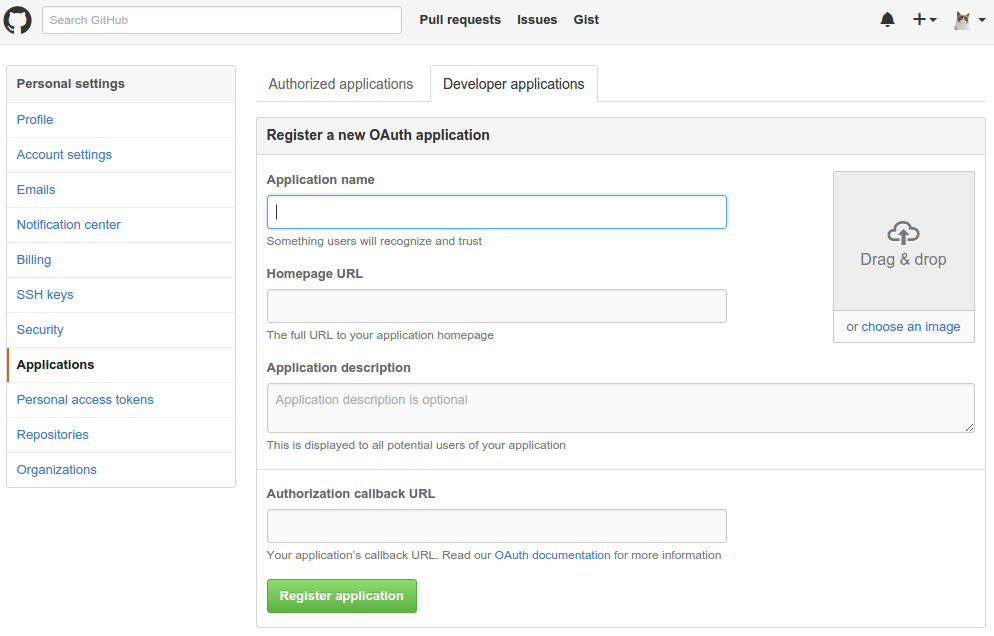 Search GitHub
Pull requests Issues Gist
Personal settings
Profile
Account settings
Emails
Notification center
Billing
SSH keys
Security
Applications
Personal access tokens
Repositories
Organizations
Authorized applications Developer applications
Register a new OAuth application
Application name
Something users will recognize and trust
Homepage URL
The full URL to your application homepage
Drag & drop
or choose an image
Application description
Application description is optional
This is displayed to all potential users of your application
Authorization callback URL
Your application’s callback URL. Read our OAuth documentation for more information
Register application